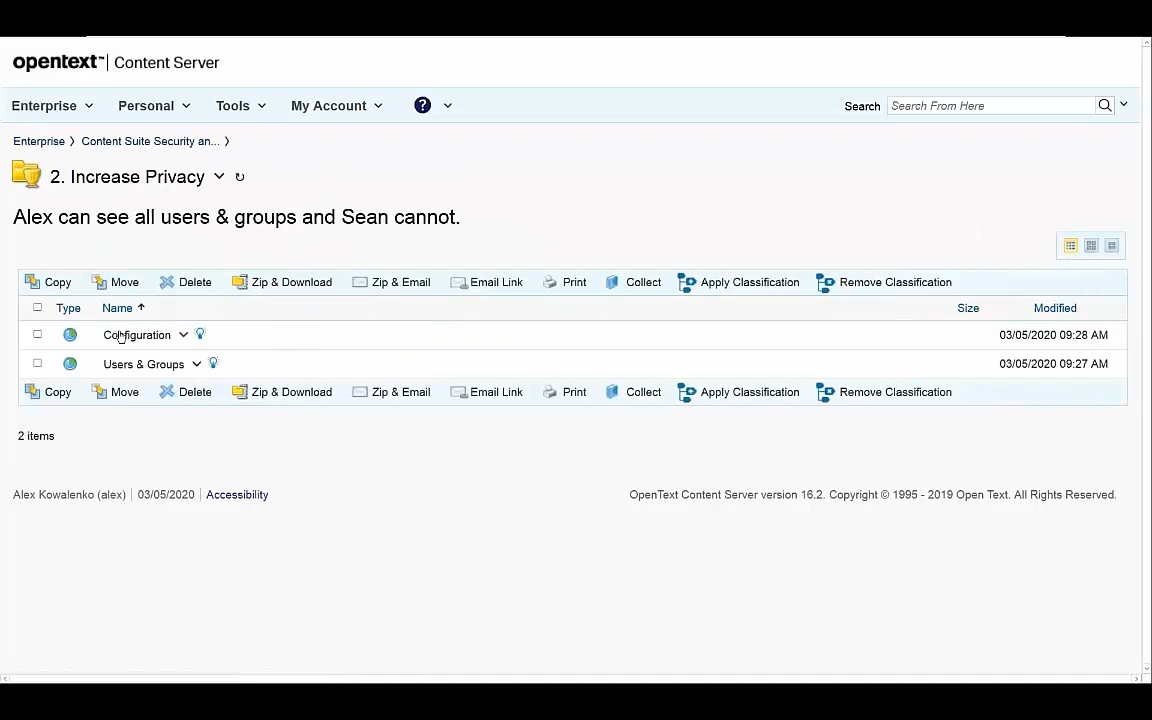 opentext™ | Content Server
Enterprise Personal Tools My Account ? Search Search From Here
Enterprise 〉 Content Suite Security an... 〉
2. Increase Privacy
Alex can see all users & groups and Sean cannot.
Copy Move Delete Zip & Download Zip & Email Email Link Print Collect Apply Classification Remove Classification
Type Name Size Modified
Configuration 03/05/2020 09:28 AM
Users & Groups 03/05/2020 09:27 AM
Copy Move Delete Zip & Download Zip & Email Email Link Print Collect Apply Classification Remove Classification
2 items
Alex Kowalenko (alex) | 03/05/2020 | Accessibility OpenText Content Server version 16.2. Copyright © 1995 - 2019 Open Text. All Rights Reserved.